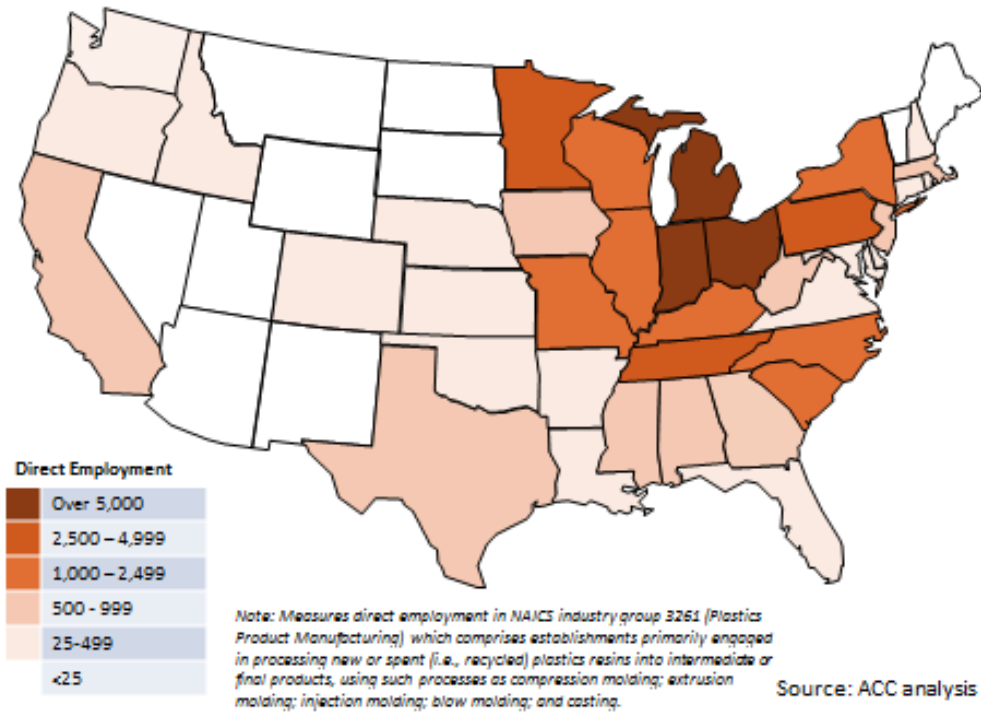 Direct Employment
Over 5,000
2,500 – 4,999
1,000 – 2,499
500 - 999
25-499
<25
Note: Measures direct employment in NAICS industry group 3261 (Plastics
Product Manufacturing) which comprises establishments primarily engaged
in processing new or spent (i.e., recycled) plastics resins into intermediate or
final products, using such processes as compression molding; extrusion
molding; injection molding; blow molding; and casting.
Source: ACC analysis